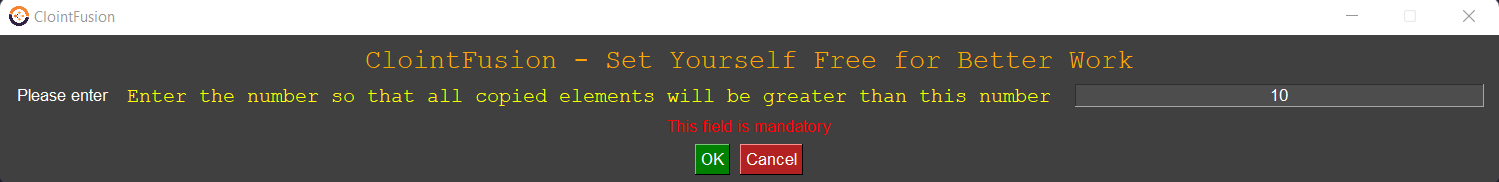 ClointFusion
ClointFusion - Set Yourself Free for Better Work
Please enter Enter the number so that all copied elements will be greater than this number 10
This field is mandatory
OK Cancel